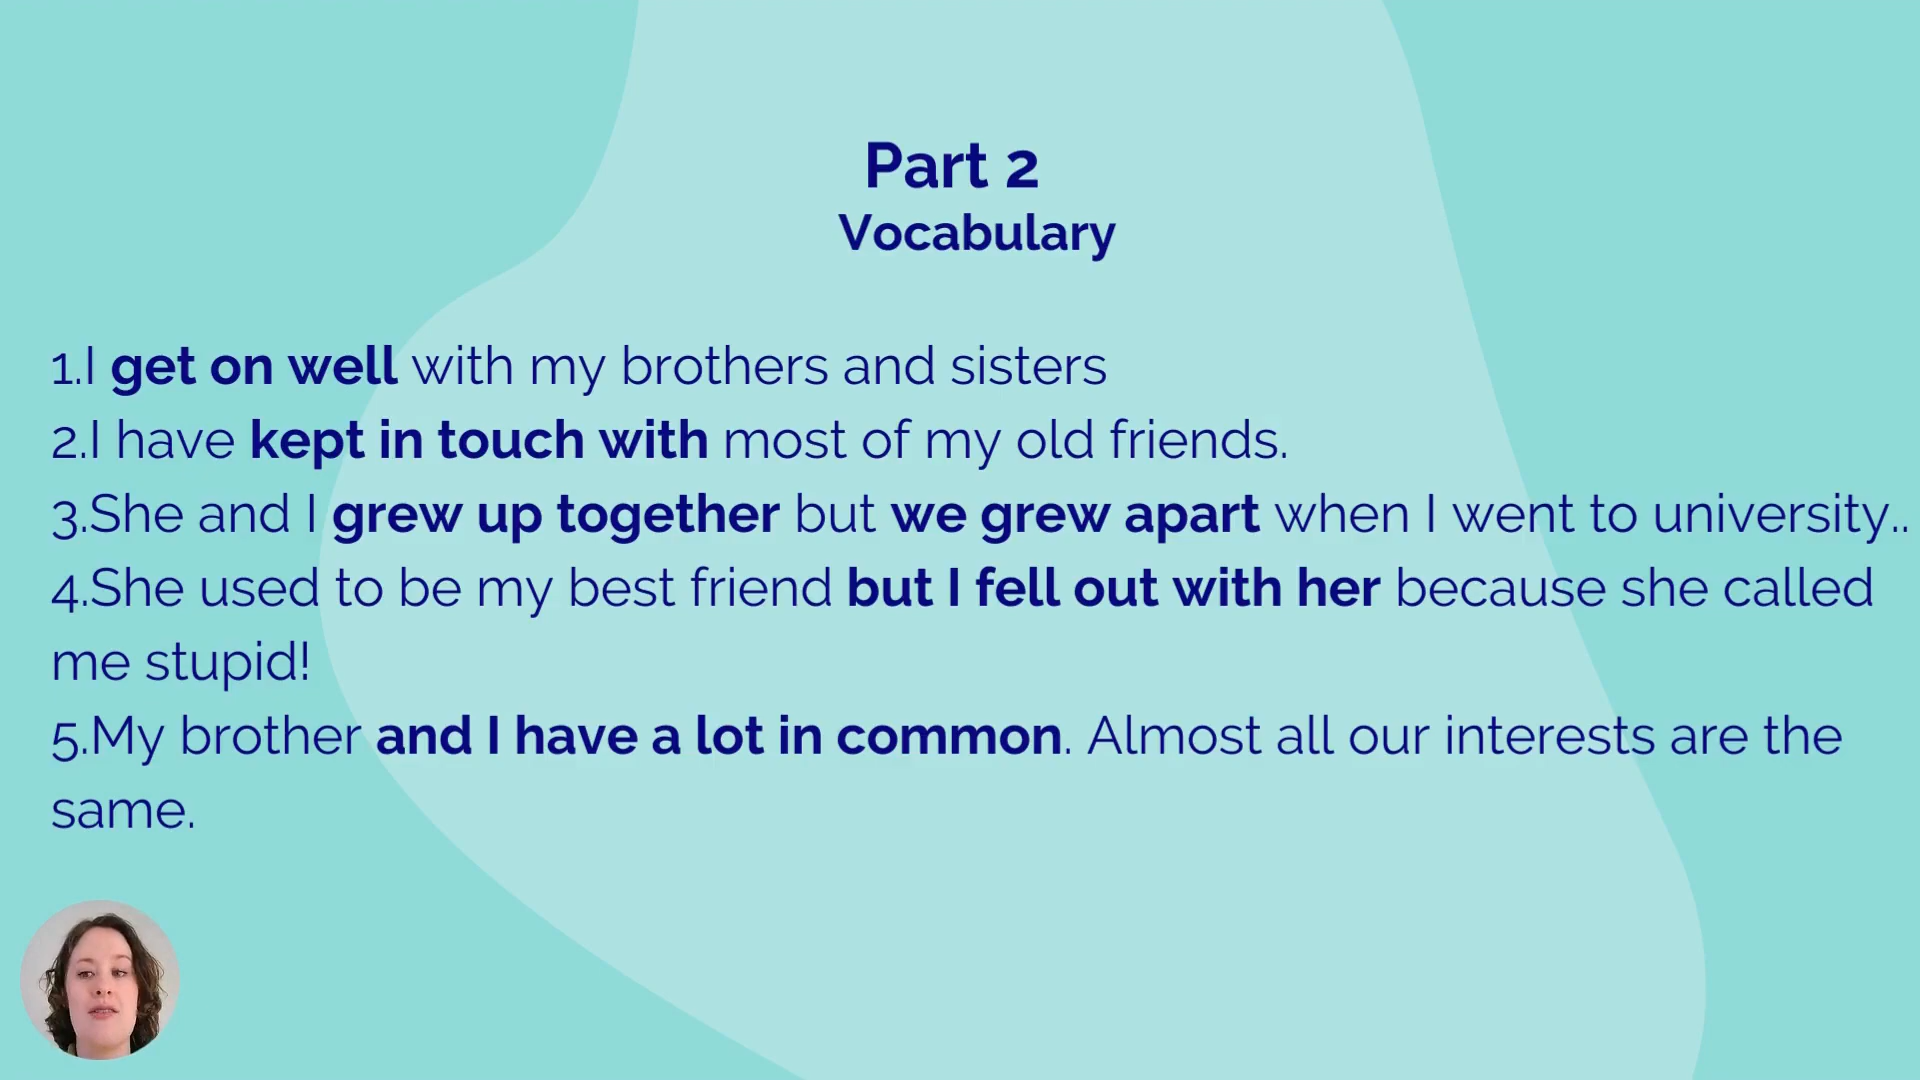 Part 2
Vocabulary
1.I get on well with my brothers and sisters
2.I have kept in touch with most of my old friends.
3.She and I grew up together but we grew apart when I went to university..
4.She used to be my best friend but I fell out with her because she called
me stupid!
5.My brother and I have a lot in common. Almost all our interests are the
same.